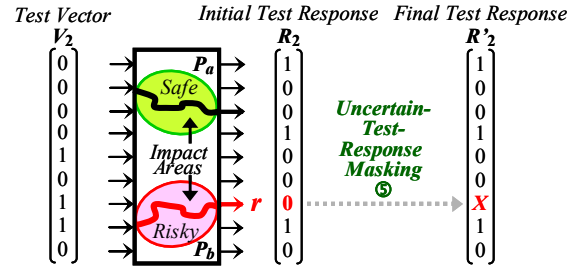 Test Vector
V2
0
0
0
0
1
0
1
1
0
Pa
Safe
Impact
Areas
Risky
Pb
r
Initial Test Response
R2
1
0
0
1
0
0
0
1
0
Uncertain-
Test-
Response
Masking
⑤
Final Test Response
R'2
1
0
0
1
0
0
X
1
0